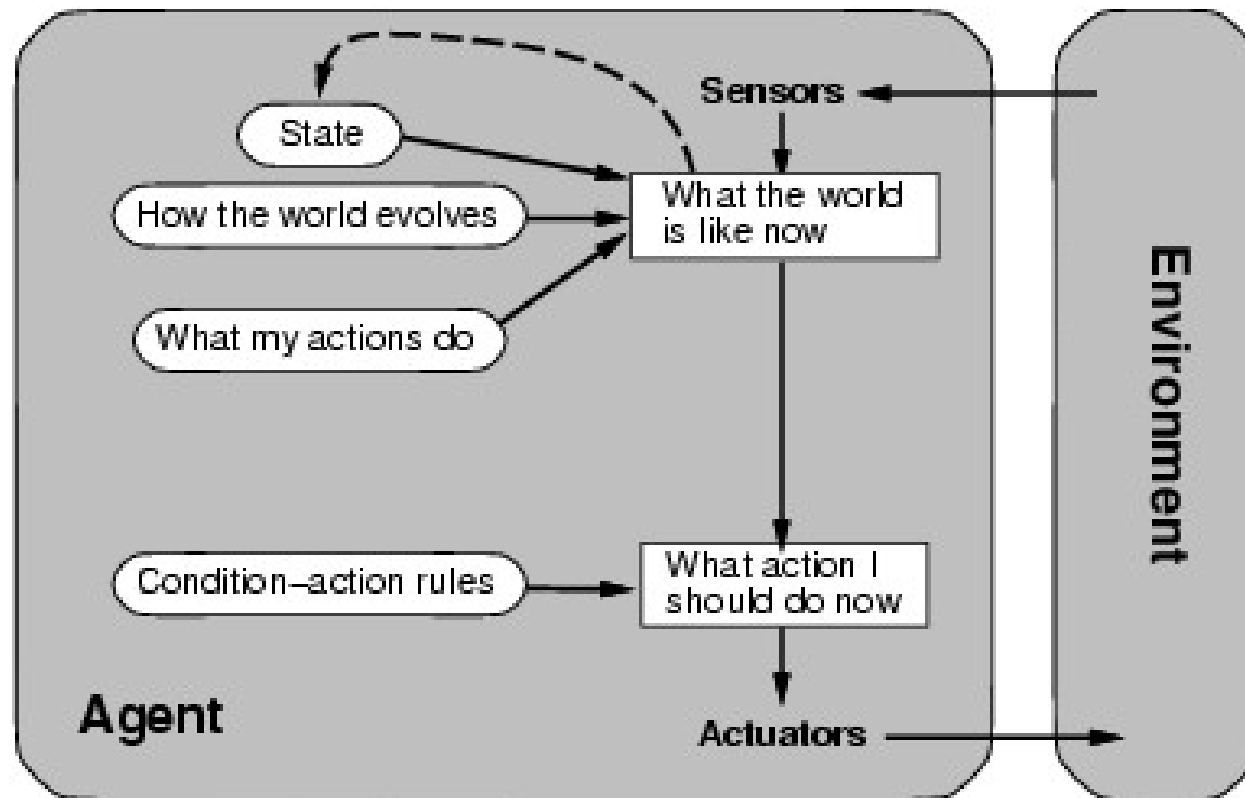 Sensors
State
What the world
is like now
How the world evolves
What my actions do
Environment
Condition–action rules
What action I
should do now
Agent
Actuators